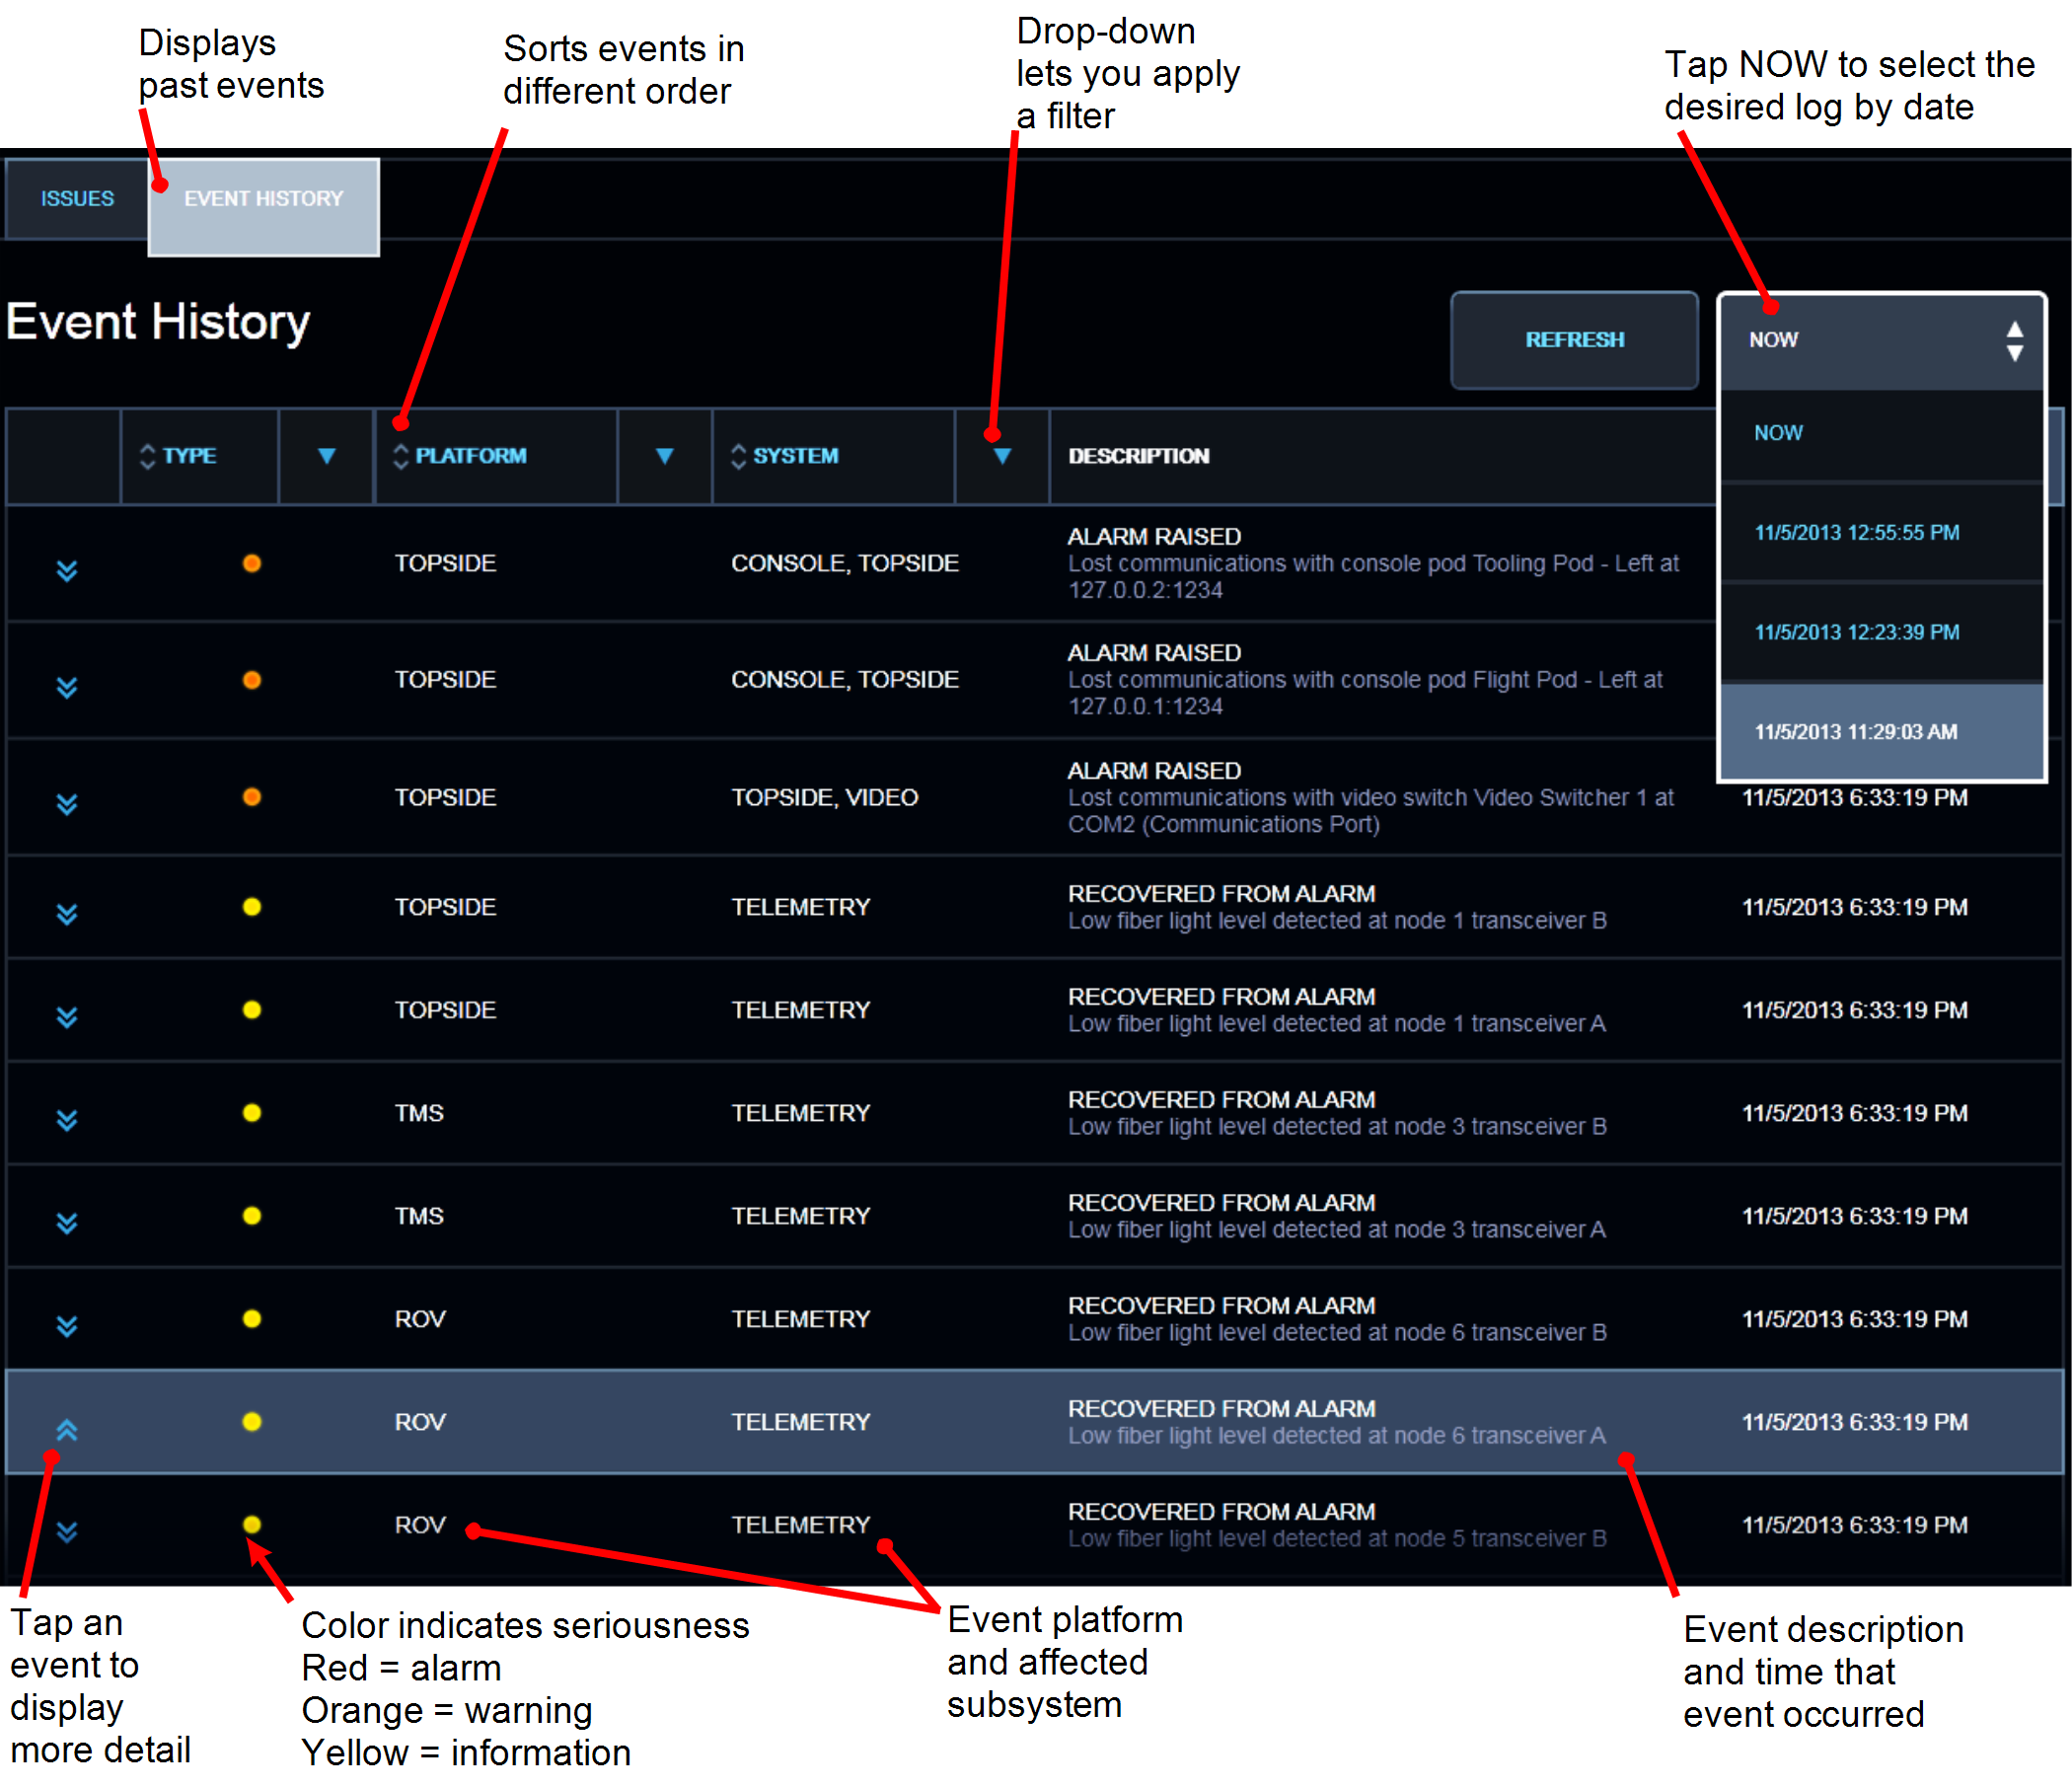 Displays
past events
Sorts events in
different order
Drop-down
lets you apply
a filter
Tap NOW to select the
desired log by date
ISSUES
EVENT HISTORY
Event History
REFRESH
NOW
NOW
11/5/2013 12:55:55 PM
11/5/2013 12:23:39 PM
11/5/2013 11:29:03 AM
TYPE
PLATFORM
SYSTEM
DESCRIPTION
TOPSIDE
CONSOLE, TOPSIDE
ALARM RAISED
Lost communications with console pod Tooling Pod - Left at
127.0.0.2:1234
TOPSIDE
CONSOLE, TOPSIDE
ALARM RAISED
Lost communications with console pod Flight Pod - Left at
127.0.0.1:1234
TOPSIDE
TOPSIDE, VIDEO
ALARM RAISED
Lost communications with video switch Video Switcher 1 at
COM2 (Communications Port)
11/5/2013 6:33:19 PM
TOPSIDE
TELEMETRY
RECOVERED FROM ALARM
Low fiber light level detected at node 1 transceiver B
11/5/2013 6:33:19 PM
TOPSIDE
TELEMETRY
RECOVERED FROM ALARM
Low fiber light level detected at node 1 transceiver A
11/5/2013 6:33:19 PM
TMS
TELEMETRY
RECOVERED FROM ALARM
Low fiber light level detected at node 3 transceiver B
11/5/2013 6:33:19 PM
TMS
TELEMETRY
RECOVERED FROM ALARM
Low fiber light level detected at node 3 transceiver A
11/5/2013 6:33:19 PM
ROV
TELEMETRY
RECOVERED FROM ALARM
Low fiber light level detected at node 6 transceiver B
11/5/2013 6:33:19 PM
ROV
TELEMETRY
RECOVERED FROM ALARM
Low fiber light level detected at node 6 transceiver A
11/5/2013 6:33:19 PM
ROV
TELEMETRY
RECOVERED FROM ALARM
Low fiber light level detected at node 5 transceiver B
11/5/2013 6:33:19 PM
Tap an
event to
display
more detail
Color indicates seriousness
Red = alarm
Orange = warning
Yellow = information
Event platform
and affected
subsystem
Event description
and time that
event occurred